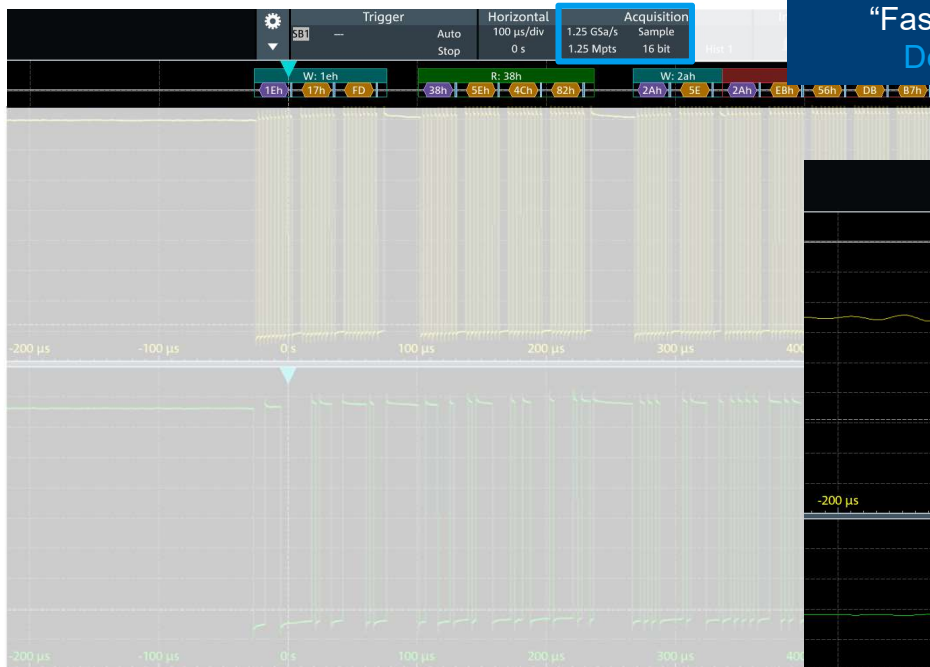 Trigger Horizontal Acquisition
SB1 — Auto 100 µs/div 1.25 GSa/s Sample
Stop 0 s 1.25 Mpts 16 bit Hist 1
“Fas
W: 1eh R: 38h W: 2ah
1Eh 17h FD 38h 5Eh 4Ch 82h 2Ah 5E 2Ah EBh 56h DB B7h
-200 µs -100 µs 0 s 100 µs 200 µs 300 µs 40
-200 µs
-200 µs -100 µs 0 s 100 µs 200 µs 300 µs 40